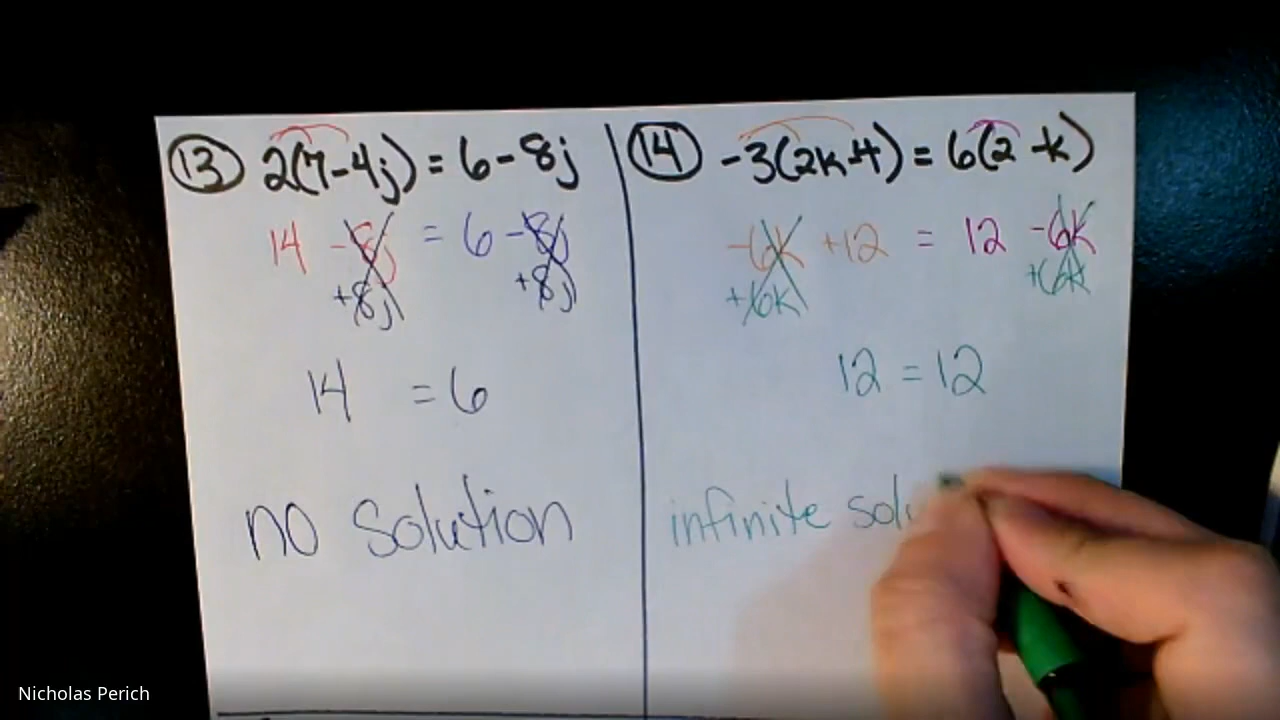 13 2(7-4j) = 6-8j
14 -8j = 6 -8j
+8j +8j
14 = 6
no solution
14 -3(2k-4) = 6(2-k)
-6k +12 = 12 -6k
+6k +6k
12 = 12
infinite solu
Nicholas Perich